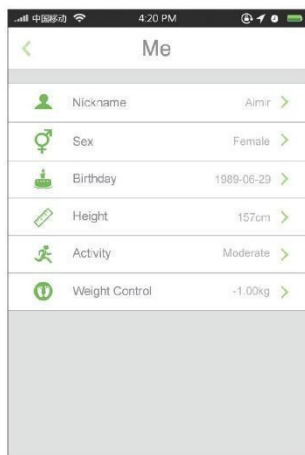 中国移动 4:20 PM
Me
Nickname Aimir
Sex Female
Birthday 1989-06-29
Height 157cm
Activity Moderate
Weight Control -1.00kg